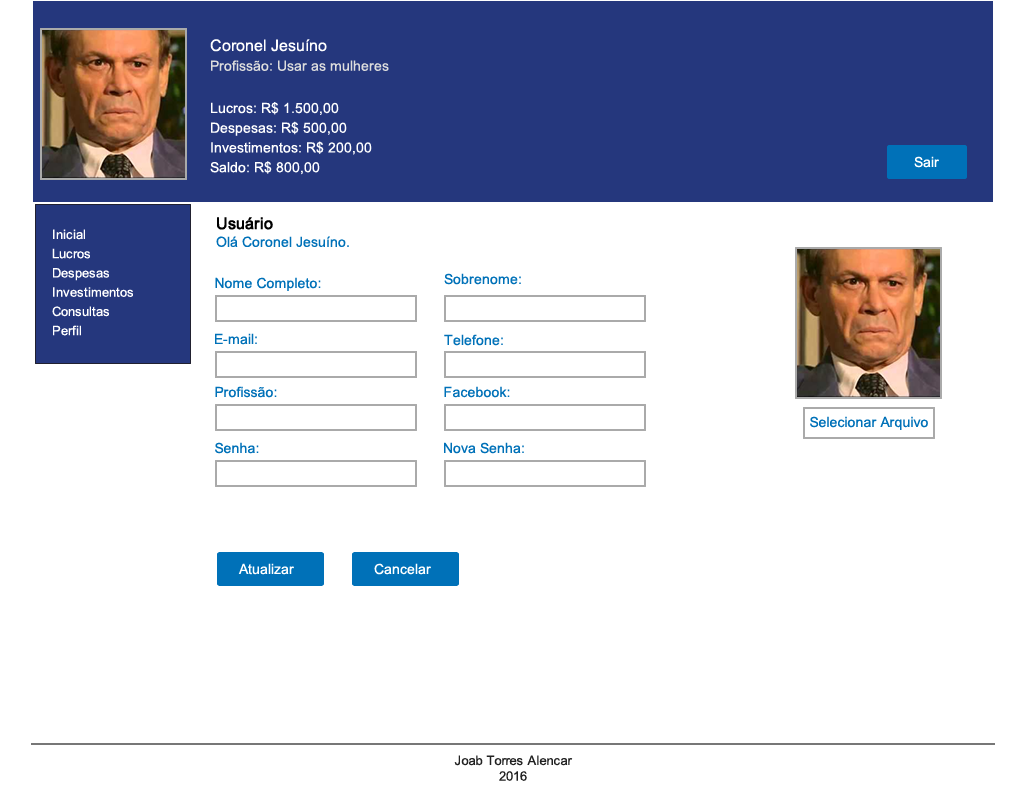 Coronel Jesuíno
Profissão: Usar as mulheres
Lucros: R$ 1.500,00
Despesas: R$ 500,00
Investimentos: R$ 200,00
Saldo: R$ 800,00
Sair
Inicial
Lucros
Despesas
Investimentos
Consultas
Perfil
Usuário
Olá Coronel Jesuíno.
Nome Completo:
Sobrenome:
E-mail:
Telefone:
Profissão:
Facebook:
Senha:
Nova Senha:
Selecionar Arquivo
Atualizar
Cancelar
Joab Torres Alencar
2016